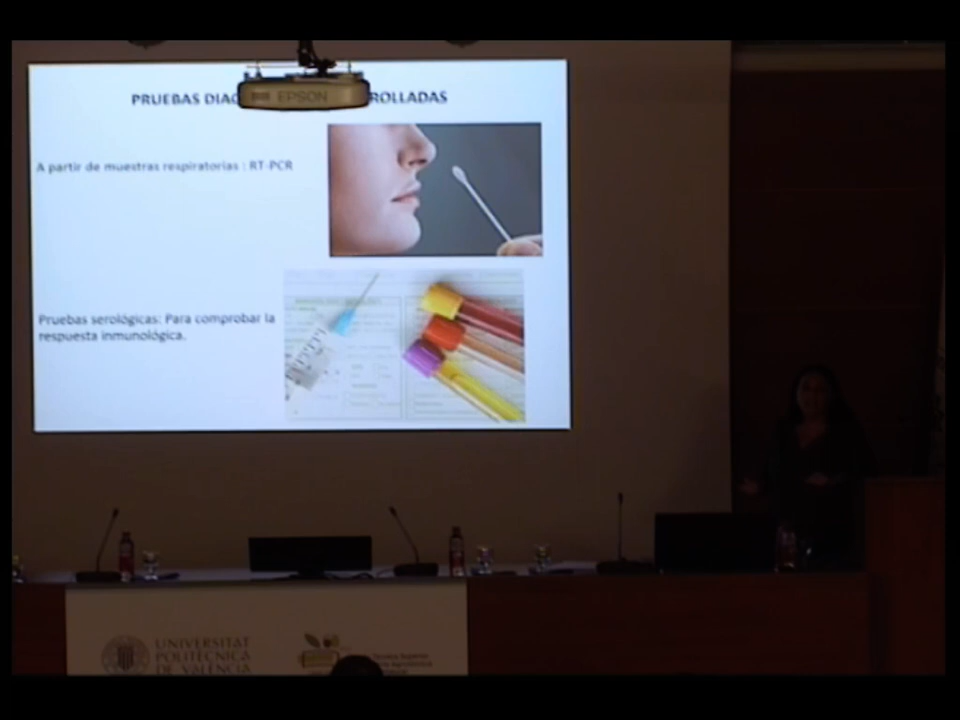 PRUEBAS DIAG ROLLADAS
EPSON
A partir de muestras respiratorias : RT-PCR
Pruebas serológicas: Para comprobar la
respuesta inmunológica.
UNIVERSITAT
POLITÈCNICA
DE VALÈNCIA